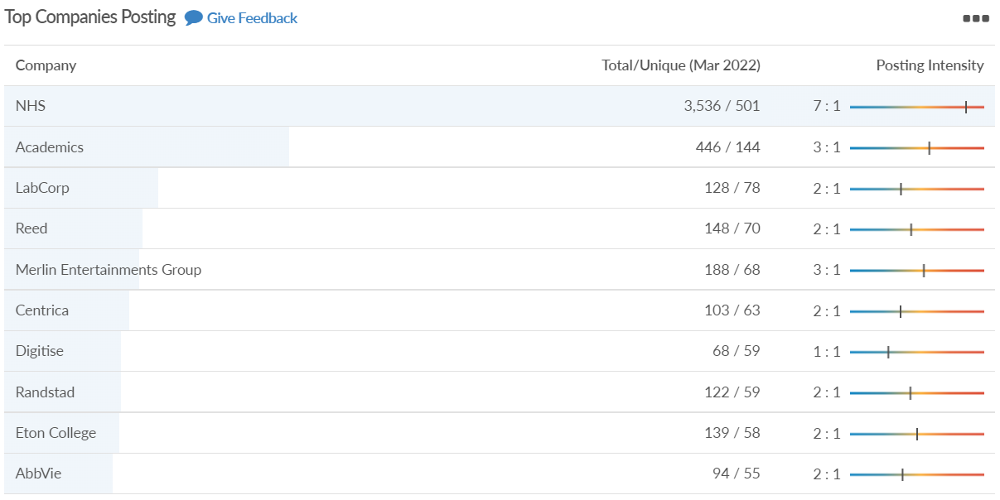 Top Companies Posting Give Feedback
Company Total/Unique (Mar 2022) Posting Intensity
NHS 3,536 / 501 7 : 1
Academics 446 / 144 3 : 1
LabCorp 128 / 78 2 : 1
Reed 148 / 70 2 : 1
Merlin Entertainments Group 188 / 68 3 : 1
Centrica 103 / 63 2 : 1
Digitise 68 / 59 1 : 1
Randstad 122 / 59 2 : 1
Eton College 139 / 58 2 : 1
AbbVie 94 / 55 2 : 1